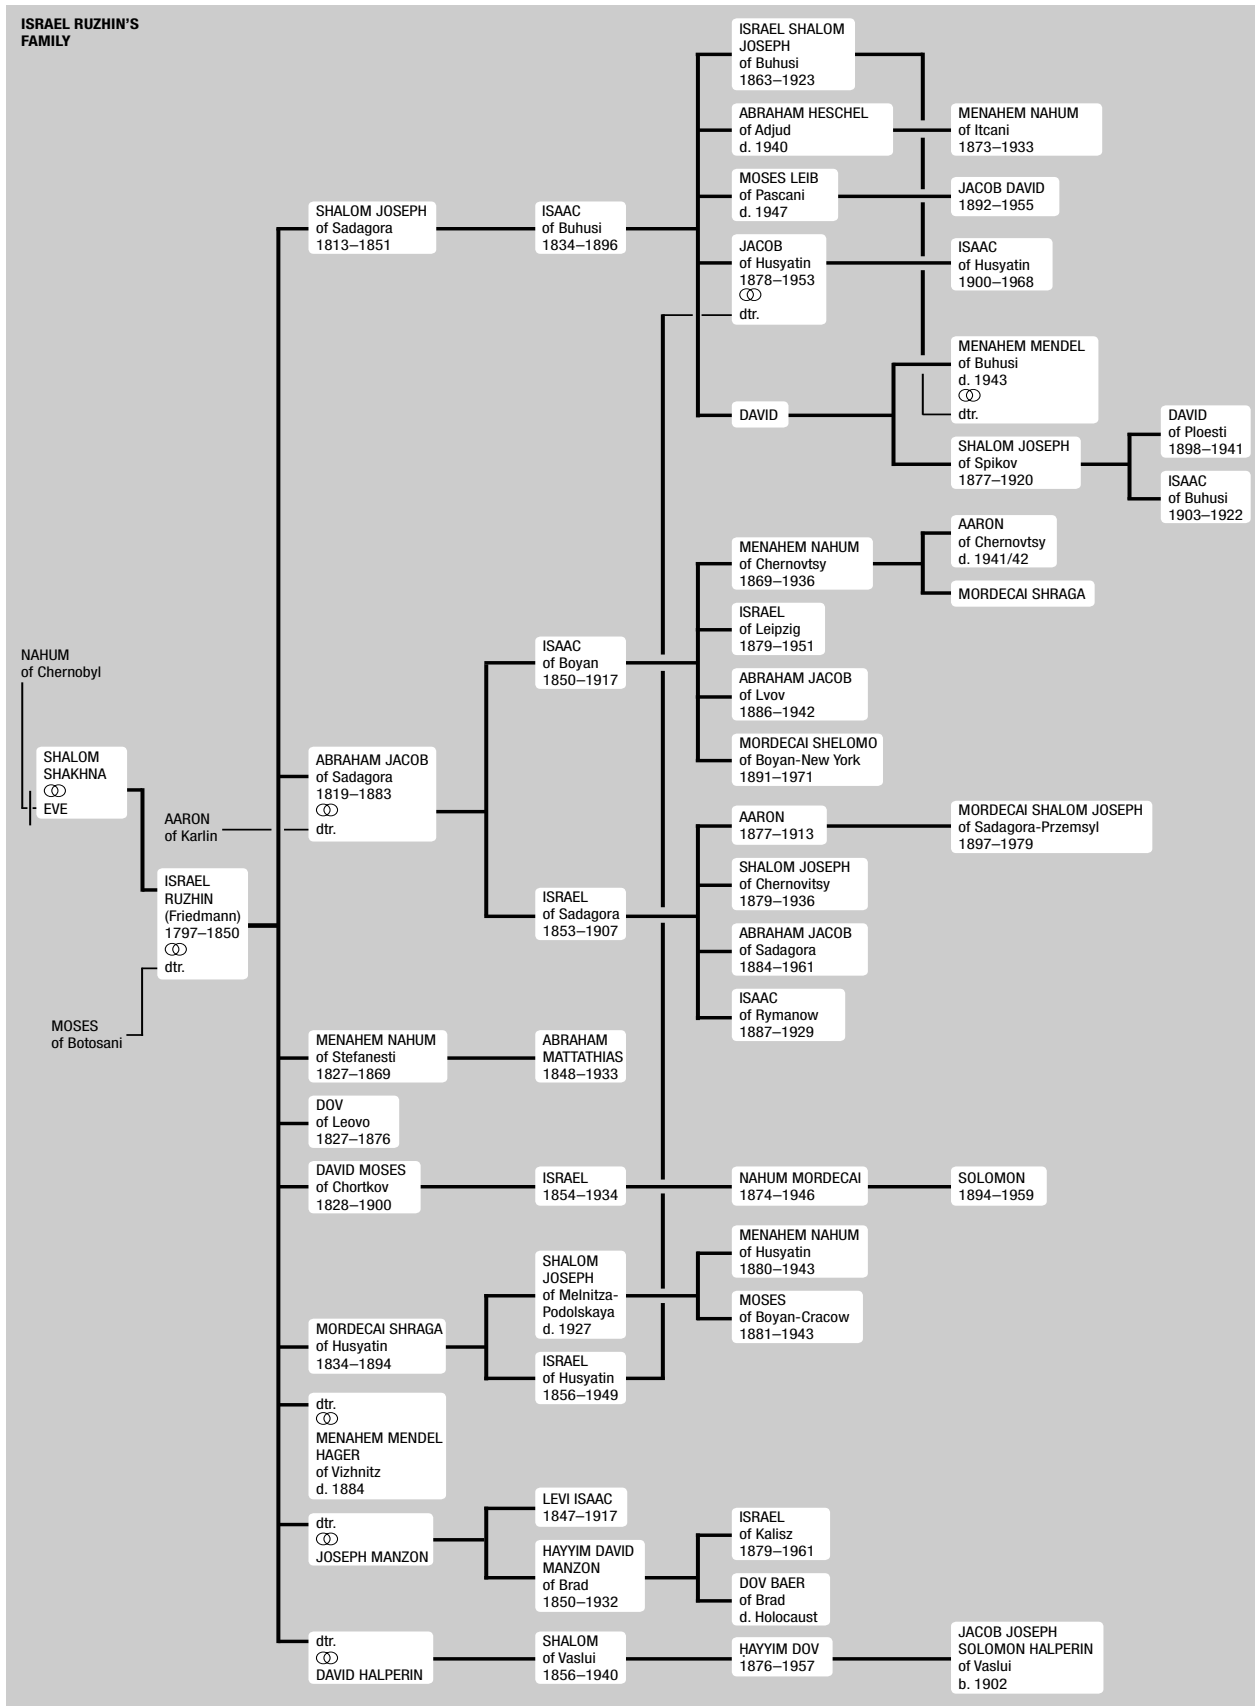 ISRAEL RUZHIN'S
FAMILY
NAHUM
of Chernobyl
SHALOM
SHAKHNA
EVE
MOSES
of Botosani
AARON
of Karlin
ISRAEL
RUZHIN
(Friedmann)
1797–1850
dtr.
SHALOM JOSEPH
of Sadagora
1813–1851
ABRAHAM JACOB
of Sadagora
1819–1883
dtr.
MENAHEM NAHUM
of Stefanesti
1827–1869
DOV
of Leovo
1827–1876
DAVID MOSES
of Chortkov
1828–1900
MORDECAI SHRAGA
of Husyatin
1834–1894
dtr.
MENAHEM MENDEL
HAGER
of Vizhnitz
d. 1884
dtr.
JOSEPH MANZON
dtr.
DAVID HALPERIN
ISAAC
of Buhusi
1834–1896
ISAAC
of Boyan
1850–1917
ISRAEL
of Sadagora
1853–1907
ABRAHAM
MATTATHIAS
1848–1933
ISRAEL
1854–1934
SHALOM
JOSEPH
of Melnitza-
Podolskaya
d. 1927
ISRAEL
of Husyatin
1856–1949
LEVI ISAAC
1847–1917
HAYYIM DAVID
MANZON
of Brad
1850–1932
SHALOM
of Vaslui
1856–1940
ISRAEL SHALOM
JOSEPH
of Buhusi
1863–1923
ABRAHAM HESCHEL
of Adjud
d. 1940
MOSES LEIB
of Pascani
d. 1947
JACOB
of Husyatin
1878–1953
dtr.
DAVID
MENAHEM NAHUM
of Chernovtsy
1869–1936
ISRAEL
of Leipzig
1879–1951
ABRAHAM JACOB
of Lvov
1886–1942
MORDECAI SHELOMO
of Boyan-New York
1891–1971
AARON
1877–1913
SHALOM JOSEPH
of Chernovitsy
1879–1936
ABRAHAM JACOB
of Sadagora
1884–1961
ISAAC
of Rymanow
1887–1929
NAHUM MORDECAI
1874–1946
MENAHEM NAHUM
of Husyatin
1880–1943
MOSES
of Boyan-Cracow
1881–1943
ISRAEL
of Kalisz
1879–1961
DOV BAER
of Brad
d. Holocaust
ḤAYYIM DOV
1876–1957
MENAHEM NAHUM
of Itcani
1873–1933
JACOB DAVID
1892–1955
ISAAC
of Husyatin
1900–1968
MENAHEM MENDEL
of Buhusi
d. 1943
dtr.
SHALOM JOSEPH
of Spikov
1877–1920
AARON
of Chernovtsy
d. 1941/42
MORDECAI SHRAGA
MORDECAI SHALOM JOSEPH
of Sadagora-Przemsyl
1897–1979
SOLOMON
1894–1959
JACOB JOSEPH
SOLOMON HALPERIN
of Vaslui
b. 1902
DAVID
of Ploesti
1898–1941
ISAAC
of Buhusi
1903–1922